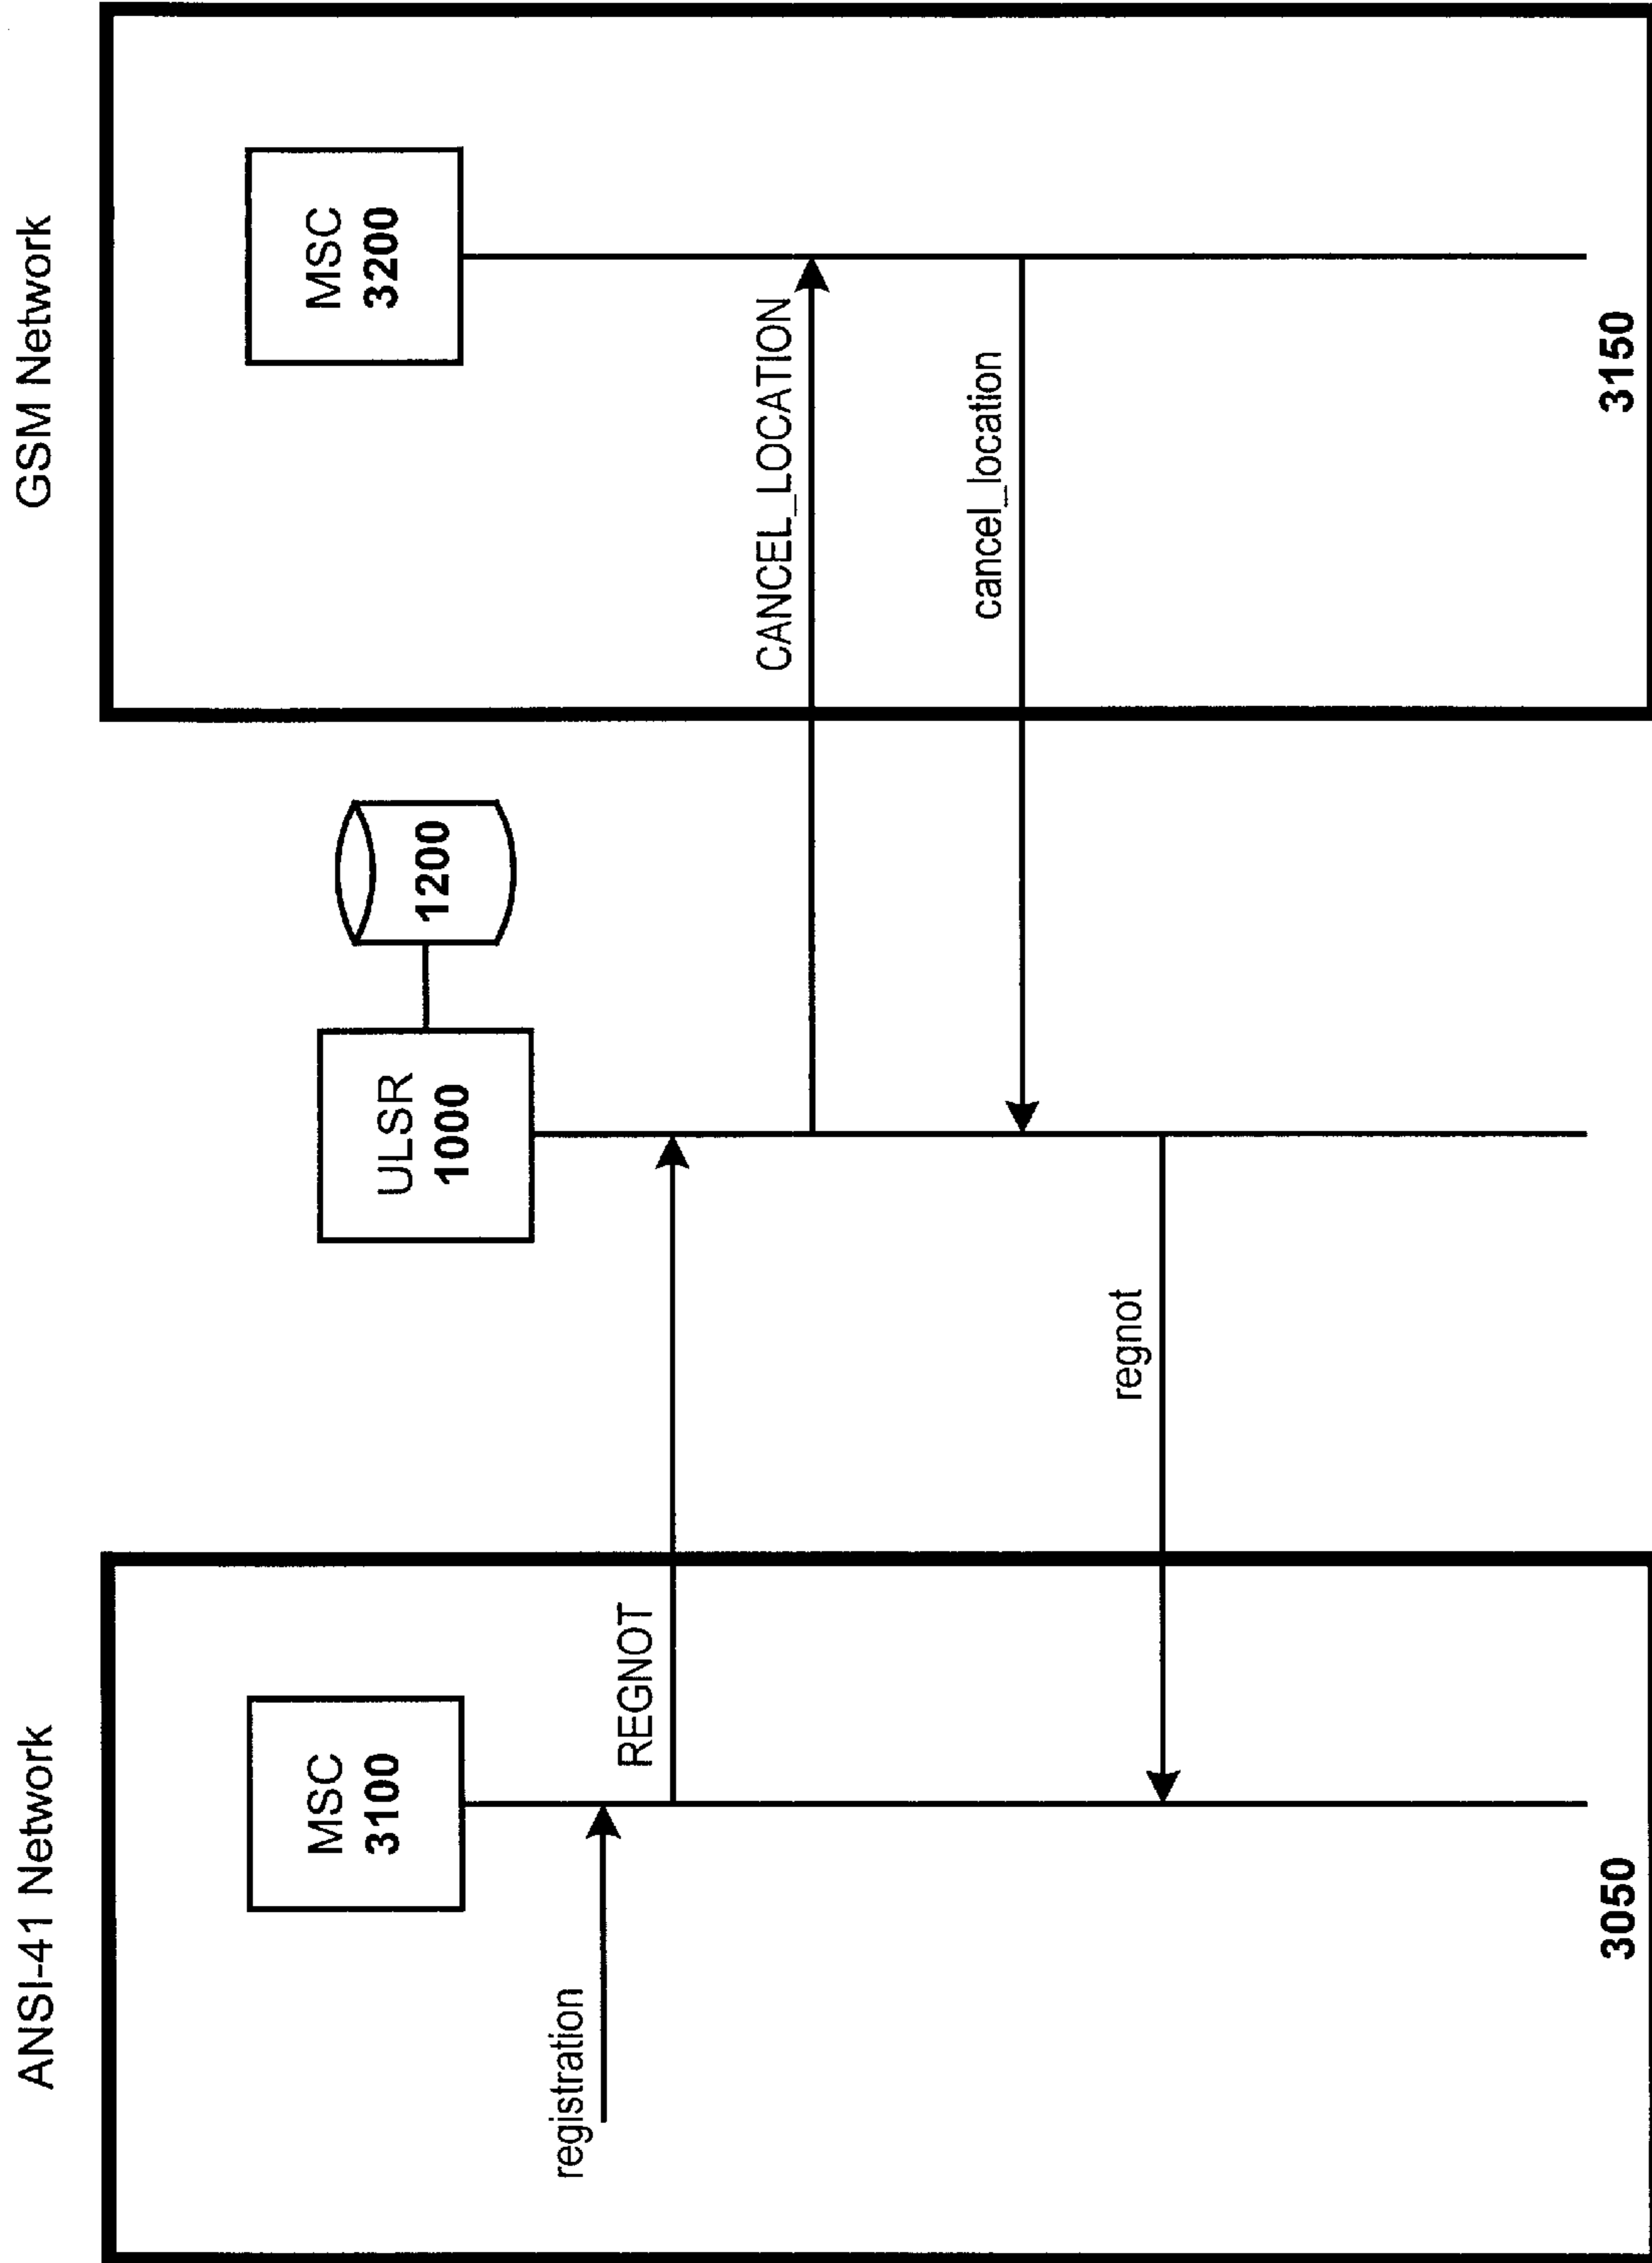 ANSI-41 Network
GSM Network
MSC
3100
ULSR
1000
1200
MSC
3200
registration
REGNOT
CANCEL_LOCATION
cancel_location
regnot
3050
3150